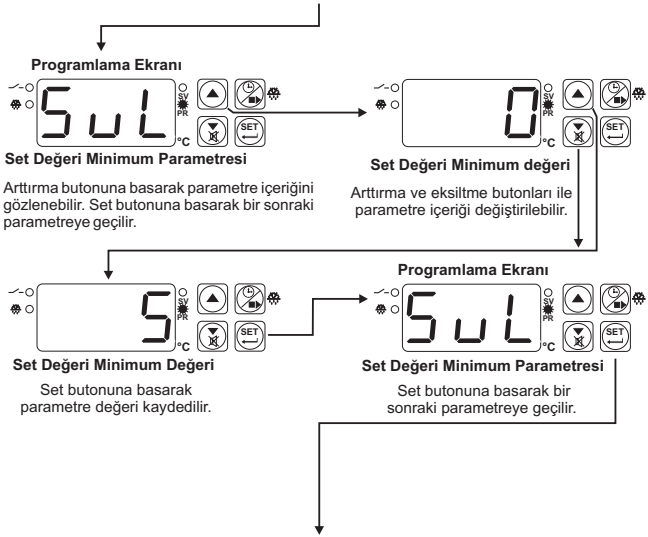 Programlama Ekranı
SuL
SV
PR
°C
SET
Set Değeri Minimum Parametresi
Arttırma butonuna basarak parametre içeriğini
gözlenebilir. Set butonuna basarak bir sonraki
parametreye geçilir.
0
SV
PR
°C
SET
Set Değeri Minimum değeri
Arttırma ve eksiltme butonları ile
parametre içeriği değiştirilebilir.
5
SV
PR
°C
SET
Set Değeri Minimum Değeri
Set butonuna basarak
parametre değeri kaydedilir.
Programlama Ekranı
SuL
SV
PR
°C
SET
Set Değeri Minimum Parametresi
Set butonuna basarak bir
sonraki parametreye geçilir.